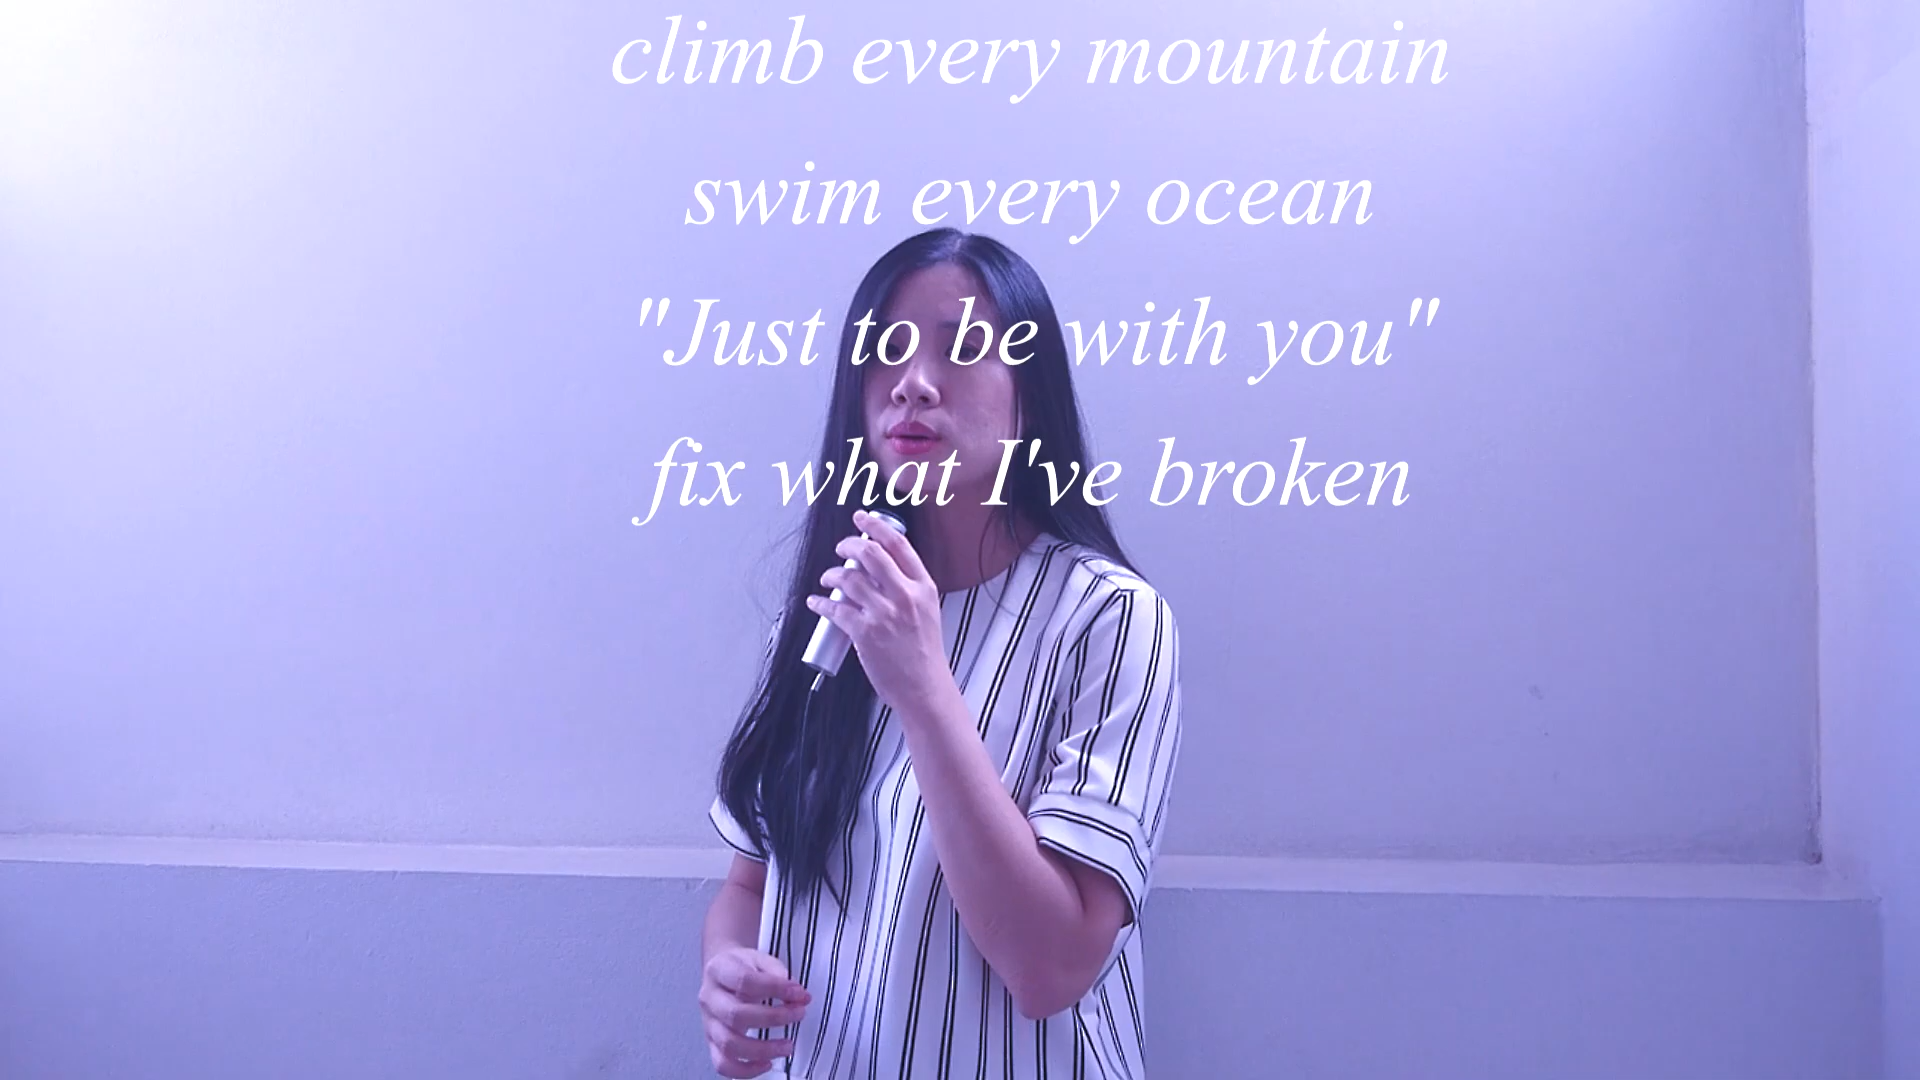 climb every mountain
swim every ocean
"Just to be with you"
fix what I've broken